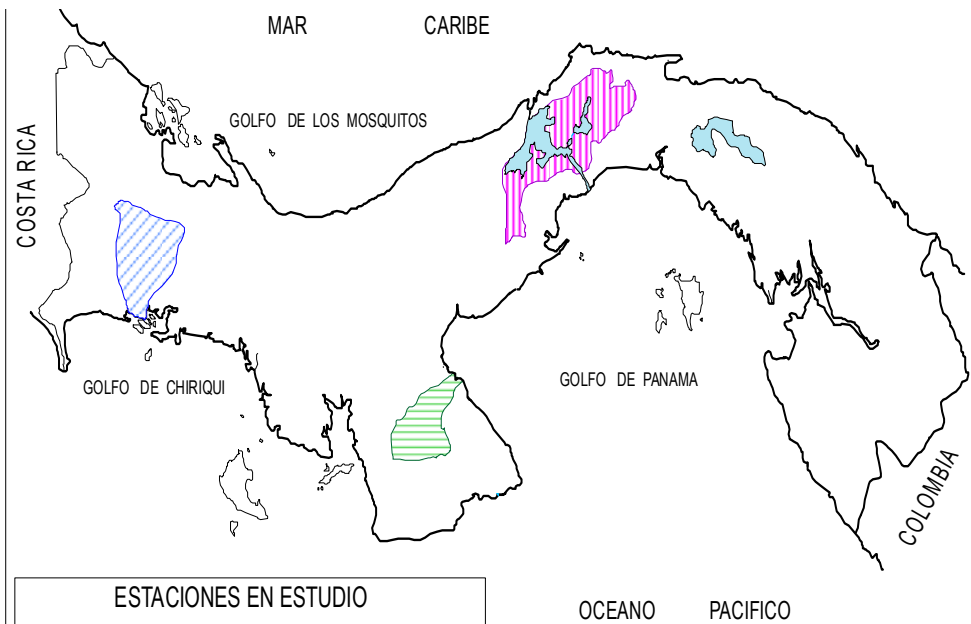 MAR CARIBE
GOLFO DE LOS MOSQUITOS
COSTA RICA
GOLFO DE CHIRIQUI
GOLFO DE PANAMA
COLOMBIA
ESTACIONES EN ESTUDIO
OCEANO PACIFICO